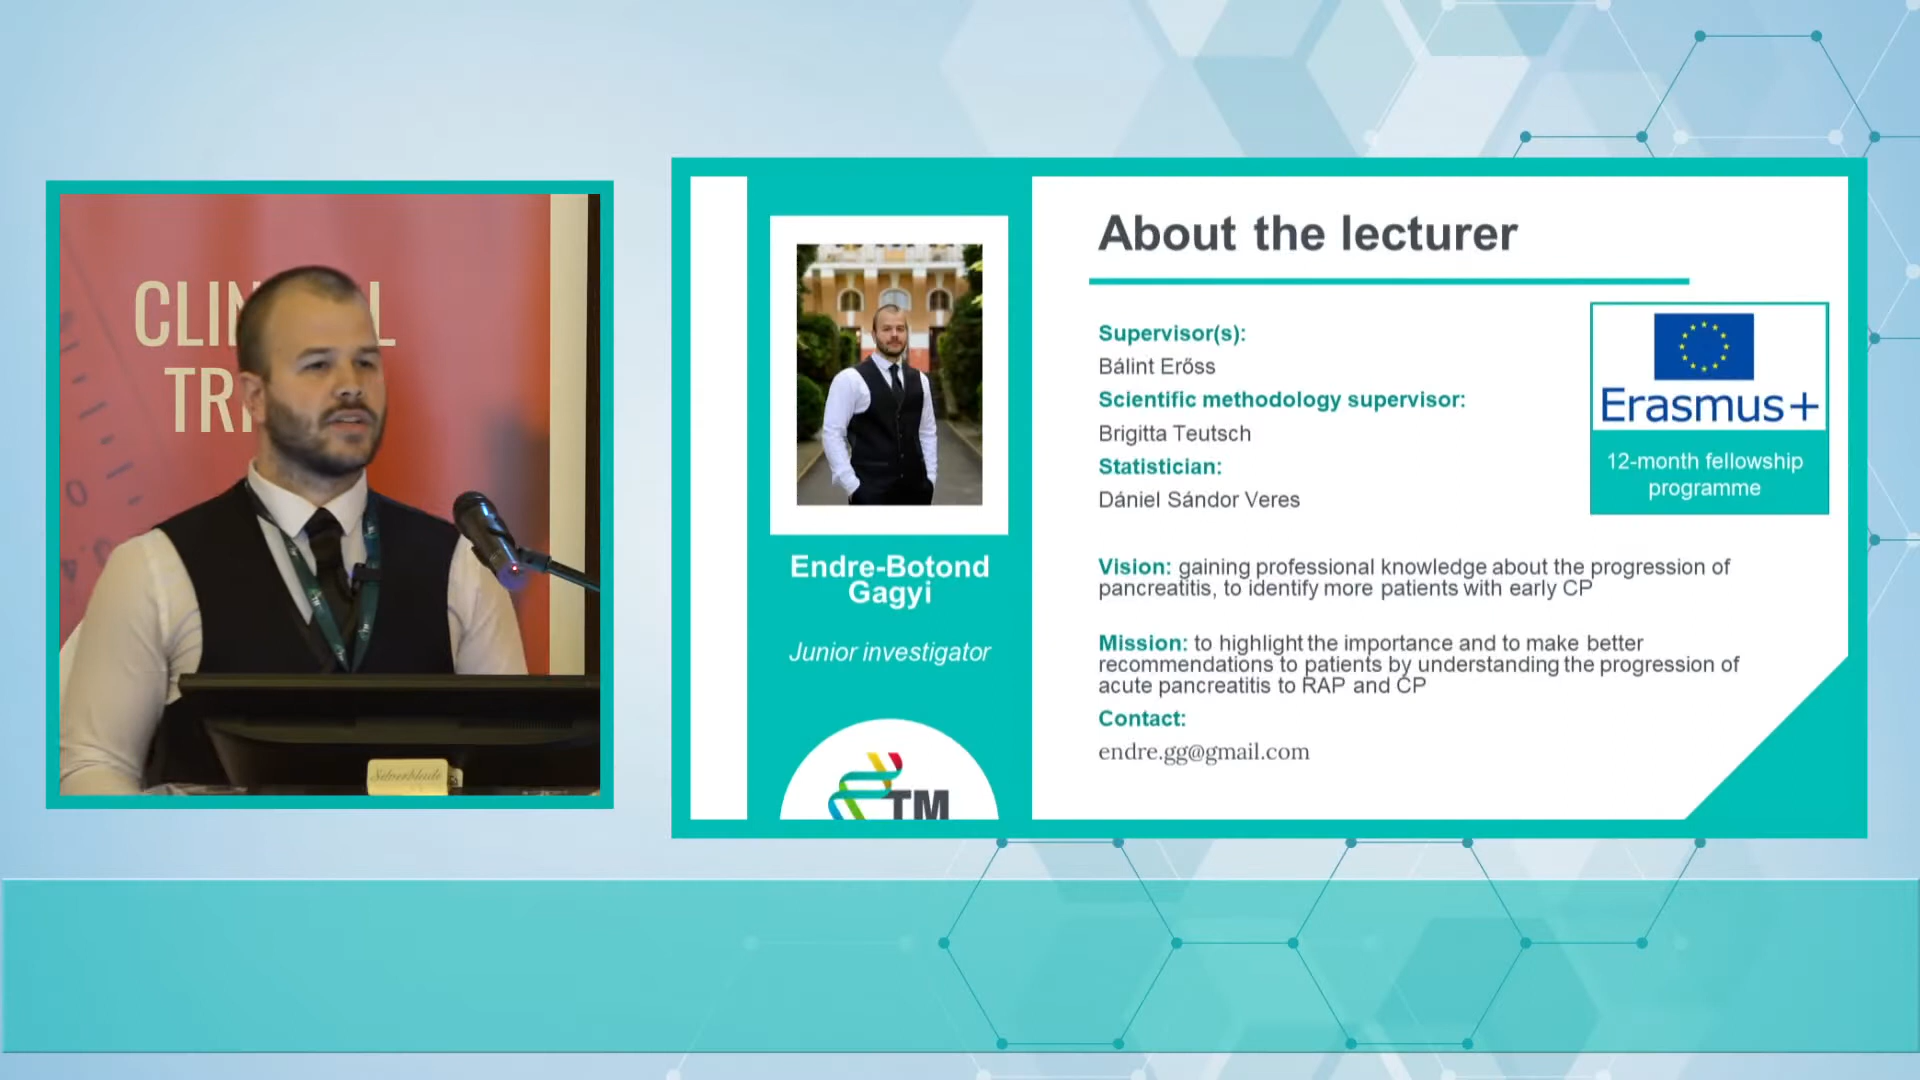 CLIN L
TR
Silverblade
Endre-Botond
Gagyi
Junior investigator
TM
About the lecturer
Supervisor(s):
Bálint Erőss
Scientific methodology supervisor:
Brigitta Teutsch
Statistician:
Dániel Sándor Veres
Erasmus+
12-month fellowship
programme
Vision: gaining professional knowledge about the progression of
pancreatitis, to identify more patients with early CP
Mission: to highlight the importance and to make better
recommendations to patients by understanding the progression of
acute pancreatitis to RAP and CP
Contact:
endre.gg@gmail.com